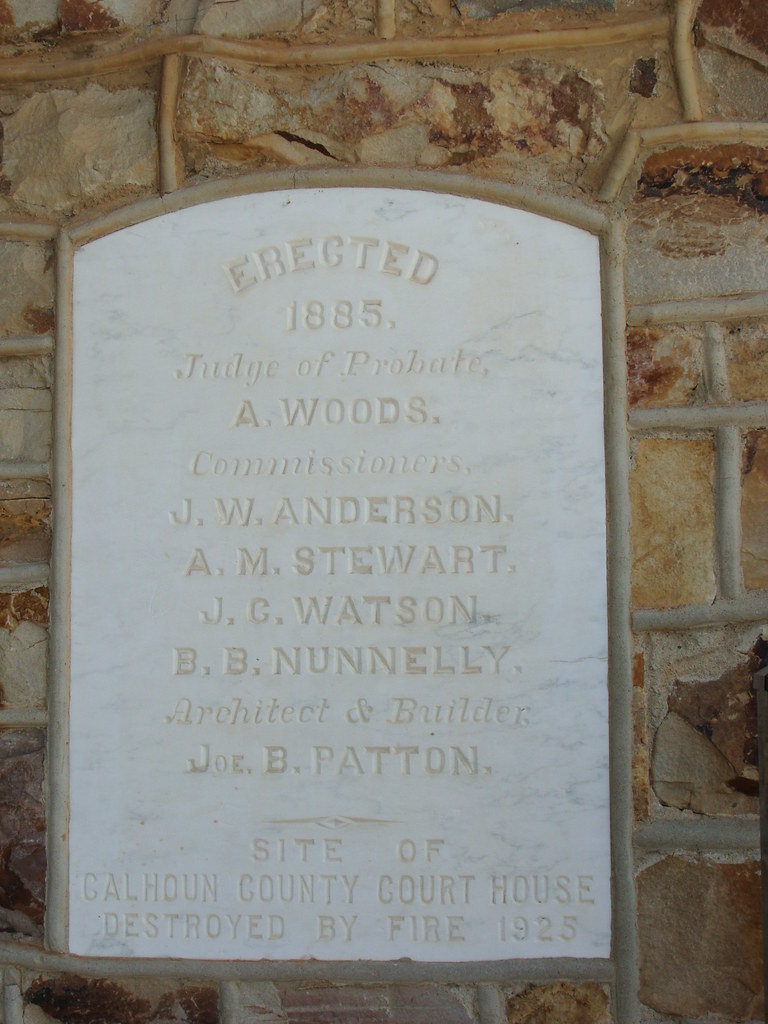 ERECTED
1885.
Judge of Probate,
A. WOODS.
Commissioners,
J. W. ANDERSON.
A. M. STEWART.
J. C. WATSON.
B. B. NUNNELLY.
Architect & Builder,
JOE. B. PATTON.
SITE OF
CALHOUN COUNTY COURT HOUSE
DESTROYED BY FIRE 1925